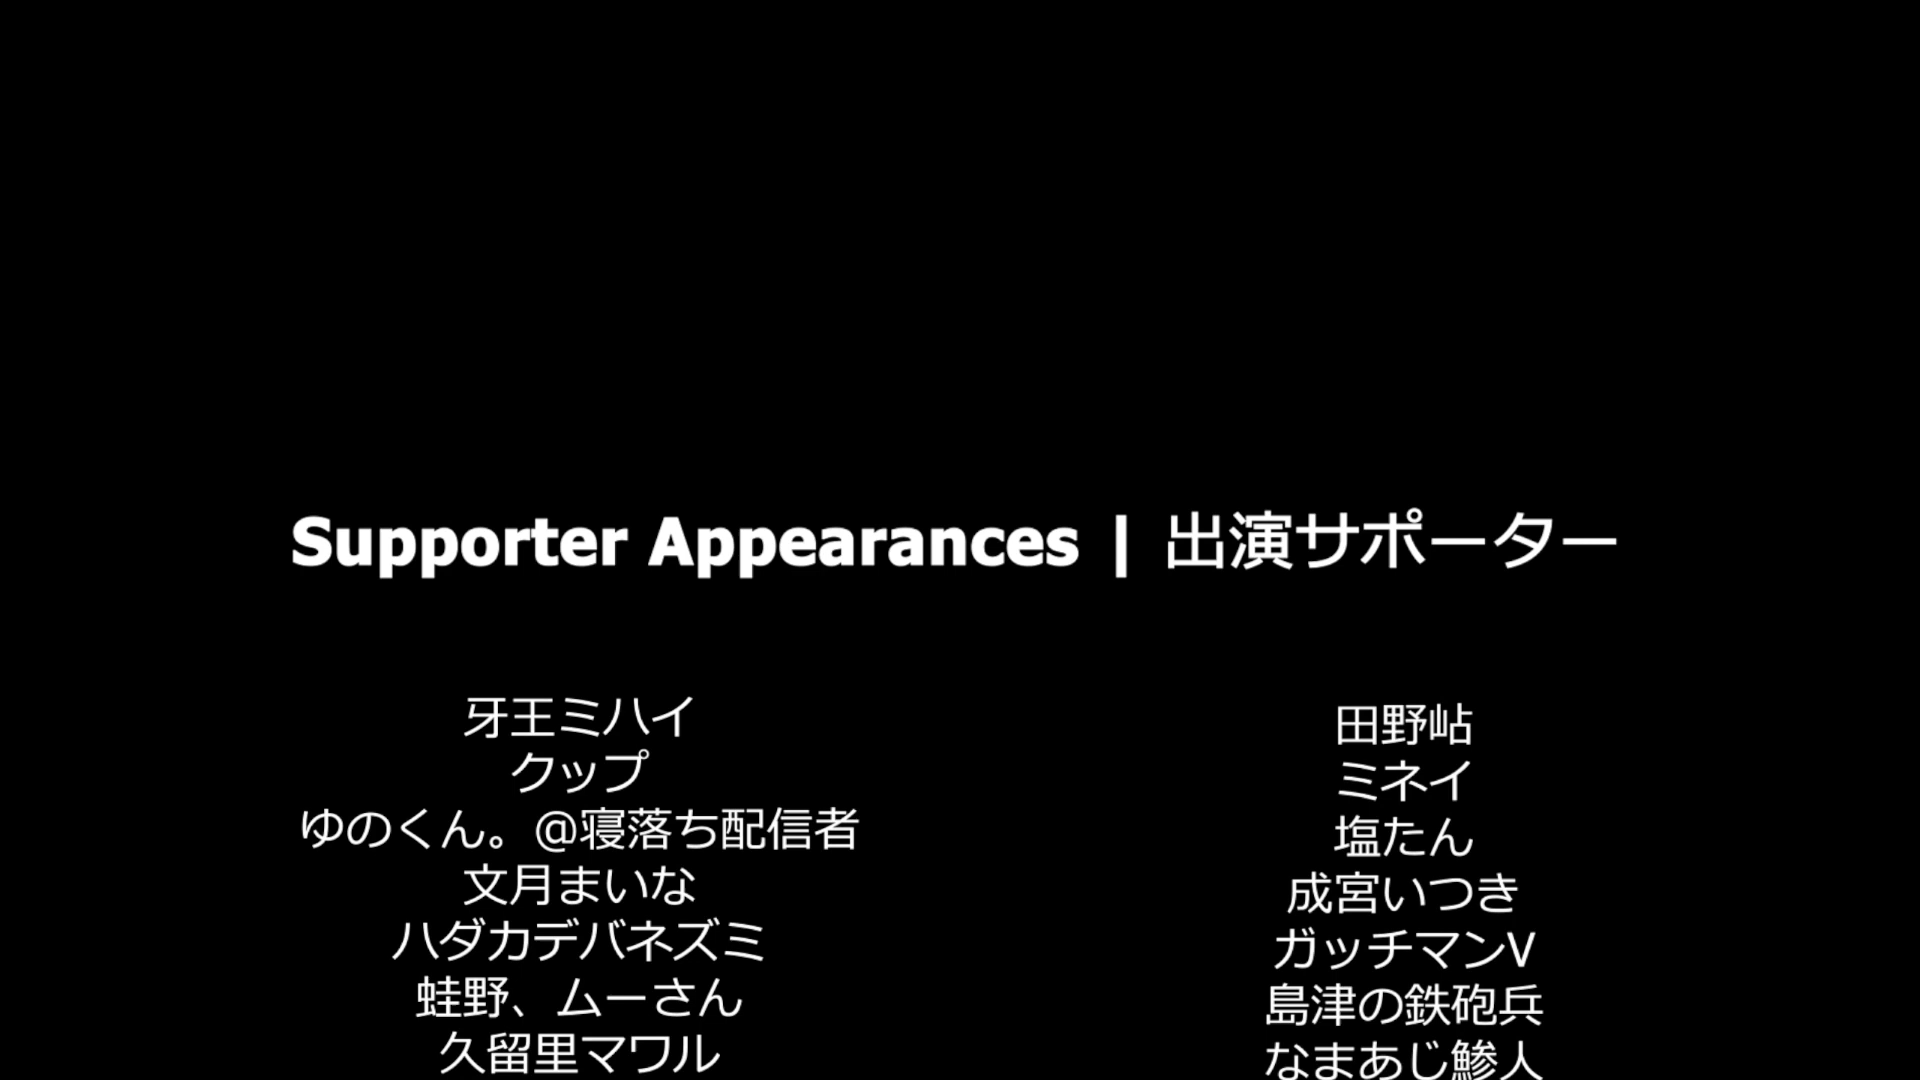 Supporter Appearances | 出演サポーター
牙王ミハイ
クップ
ゆのくん。@寝落ち配信者
文月まいな
ハダカデバネズミ
蛙野、ムーさん
久留里マワル
田野岾
ミネイ
塩たん
成宮いつき
ガッチマンV
島津の鉄砲兵
なまあじ鯵人